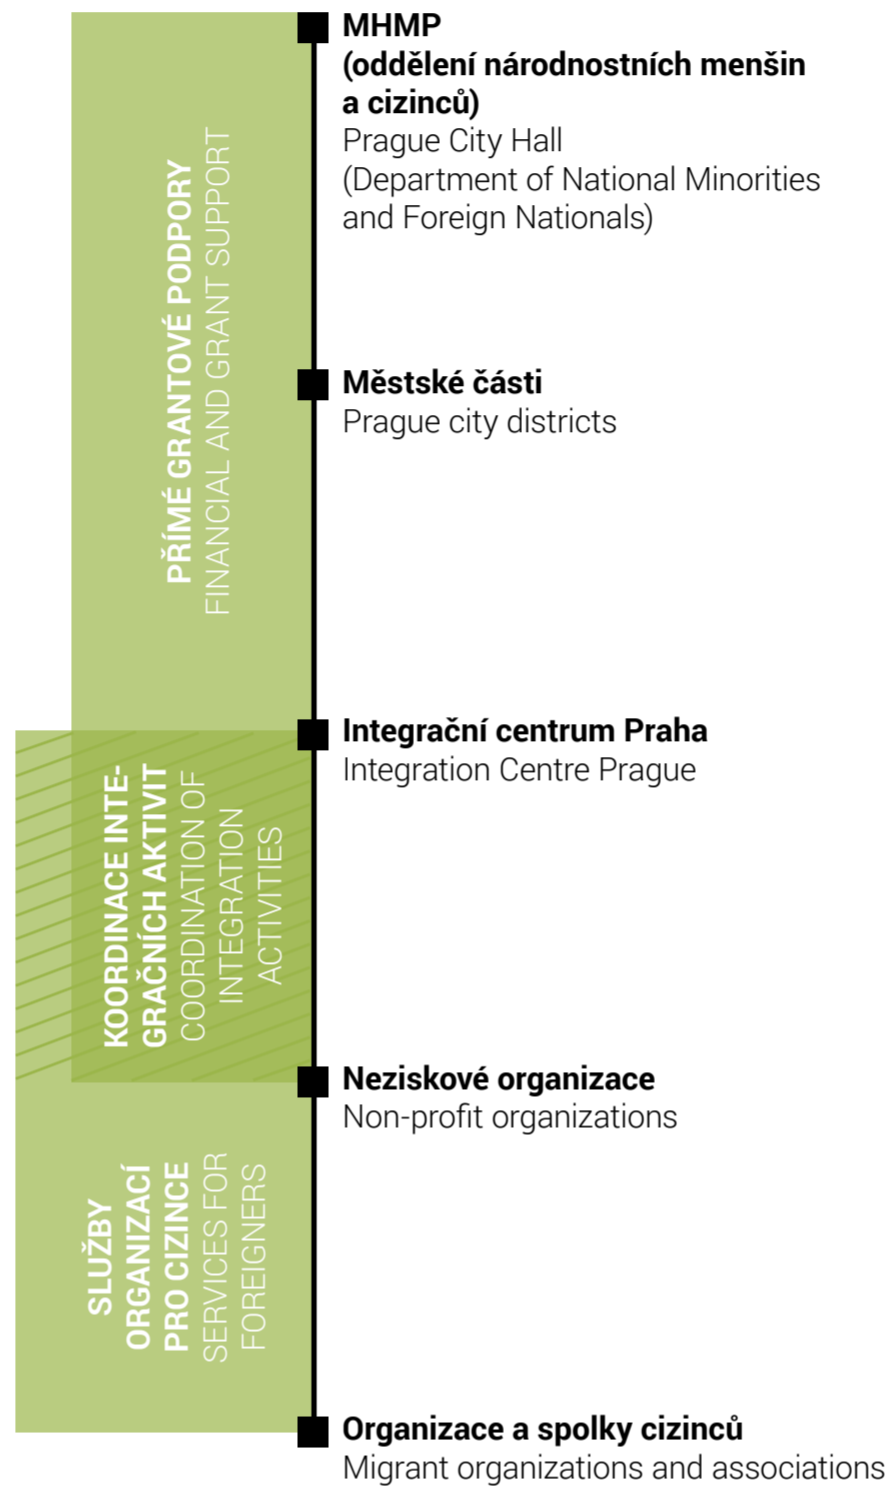 MHMP
(oddělení národnostních menšin
a cizinců)
Prague City Hall
(Department of National Minorities
and Foreign Nationals)
PŘÍMÉ GRANTOVÉ PODPORY
FINANCIAL AND GRANT SUPPORT
Městské části
Prague city districts
Integrační centrum Praha
Integration Centre Prague
KOORDINACE INTE-
GRAČNÍCH AKTIVIT
COORDINATION OF
INTEGRATION
ACTIVITIES
Neziskové organizace
Non-profit organizations
SLUŽBY
ORGANIZACÍ
PRO CIZINCE
SERVICES FOR
FOREIGNERS
Organizace a spolky cizinců
Migrant organizations and associations